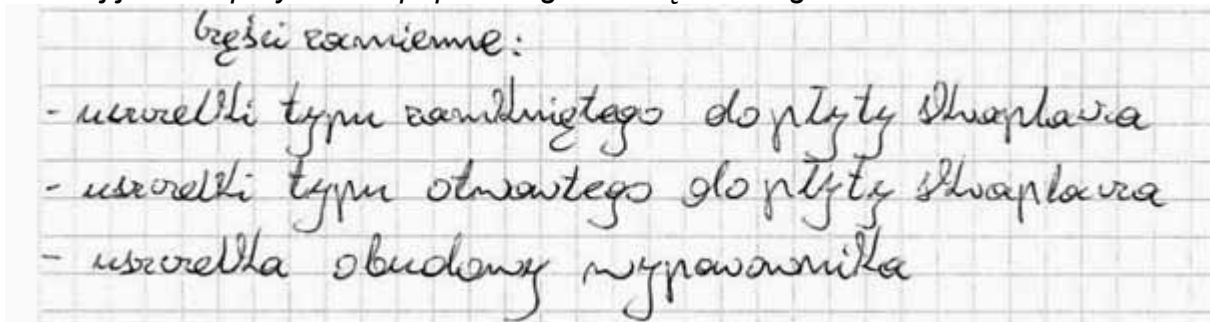 Części zamienne:
- uszczelki typu zamkniętego do płyty skraplacza
- uszczelki typu otwartego do płyty skraplacza
- uszczelka obudowy wyparownika